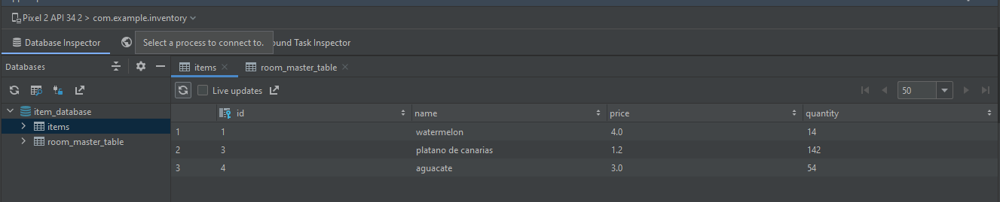 Pixel 2 API 34 2 > com.example.inventory
Database Inspector Select a process to connect to. ound Task Inspector
Databases items room_master_table
Live updates 50
item_database id name price quantity
items
room_master_table
1 1 watermelon 4.0 14
2 3 platano de canarias 1.2 142
3 4 aguacate 3.0 54